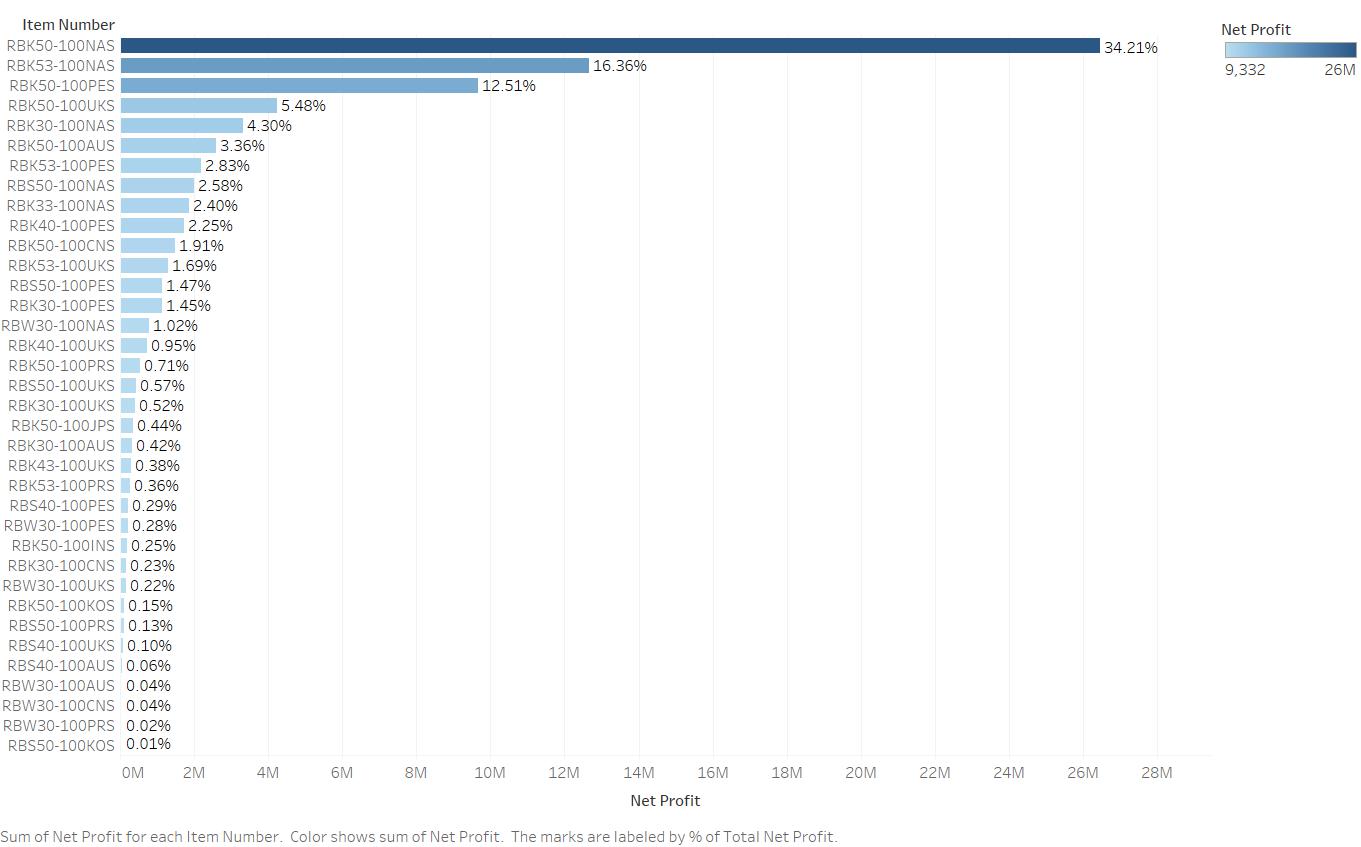 Item Number
RBK50-100NAS 34.21%
RBK53-100NAS 16.36%
RBK50-100PES 12.51%
RBK50-100UKS 5.48%
RBK30-100NAS 4.30%
RBK50-100AUS 3.36%
RBK53-100PES 2.83%
RBS50-100NAS 2.58%
RBK33-100NAS 2.40%
RBK40-100PES 2.25%
RBK50-100CNS 1.91%
RBK53-100UKS 1.69%
RBS50-100PES 1.47%
RBK30-100PES 1.45%
RBW30-100NAS 1.02%
RBK40-100UKS 0.95%
RBK50-100PRS 0.71%
RBS50-100UKS 0.57%
RBK30-100UKS 0.52%
RBK50-100JPS 0.44%
RBK30-100AUS 0.42%
RBK43-100UKS 0.38%
RBK53-100PRS 0.36%
RBS40-100PES 0.29%
RBW30-100PES 0.28%
RBK50-100INS 0.25%
RBK30-100CNS 0.23%
RBW30-100UKS 0.22%
RBK50-100KOS 0.15%
RBS50-100PRS 0.13%
RBS40-100UKS 0.10%
RBS40-100AUS 0.06%
RBW30-100AUS 0.04%
RBW30-100CNS 0.04%
RBW30-100PRS 0.02%
RBS50-100KOS 0.01%
0M 2M 4M 6M 8M 10M 12M 14M 16M 18M 20M 22M 24M 26M 28M
Net Profit
Net Profit
9,332 26M
Sum of Net Profit for each Item Number. Color shows sum of Net Profit. The marks are labeled by % of Total Net Profit.